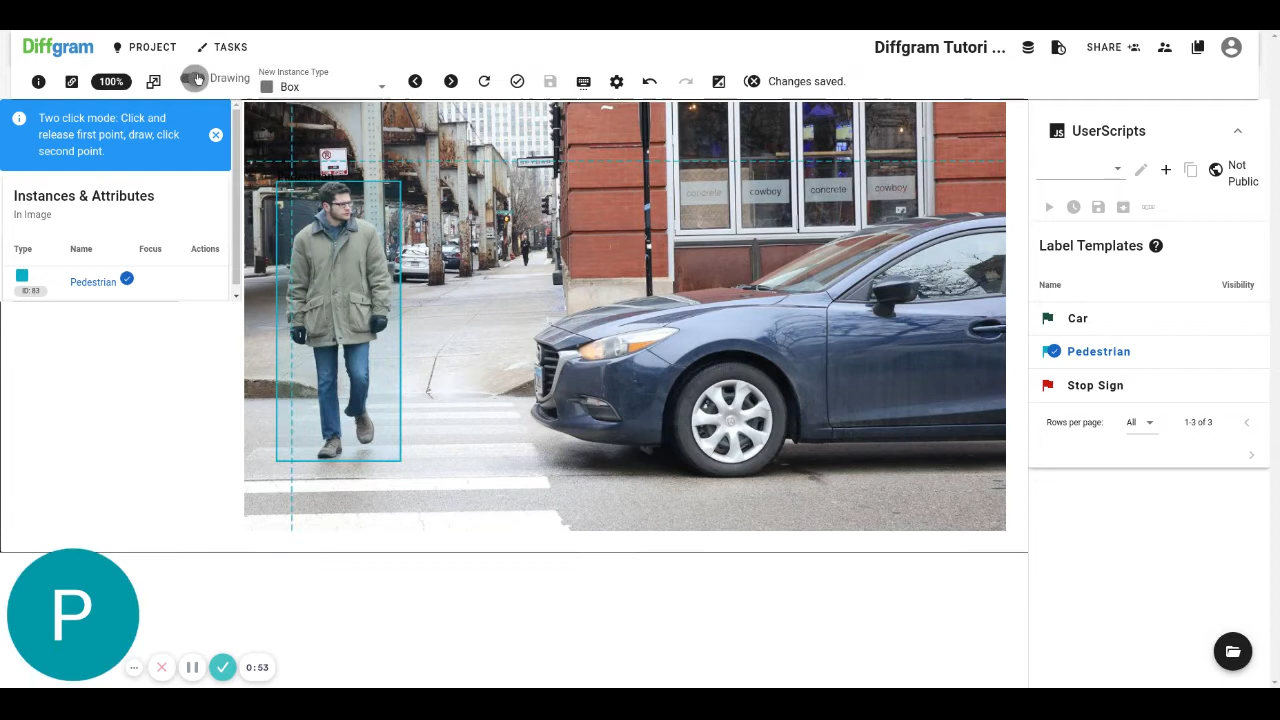 Diffgram
PROJECT
TASKS
Diffgram Tutori ...
SHARE
100%
Drawing
New Instance Type
Box
Changes saved.
Two click mode: Click and
release first point, draw, click
second point.
Instances & Attributes
In Image
Type Name Focus Actions
ID: 83
Pedestrian
concrete
cowboy
concrete
cowboy
JS
UserScripts
Not
Public
Label Templates
Name Visibility
Car
Pedestrian
Stop Sign
Rows per page: All 1-3 of 3
P
0:53